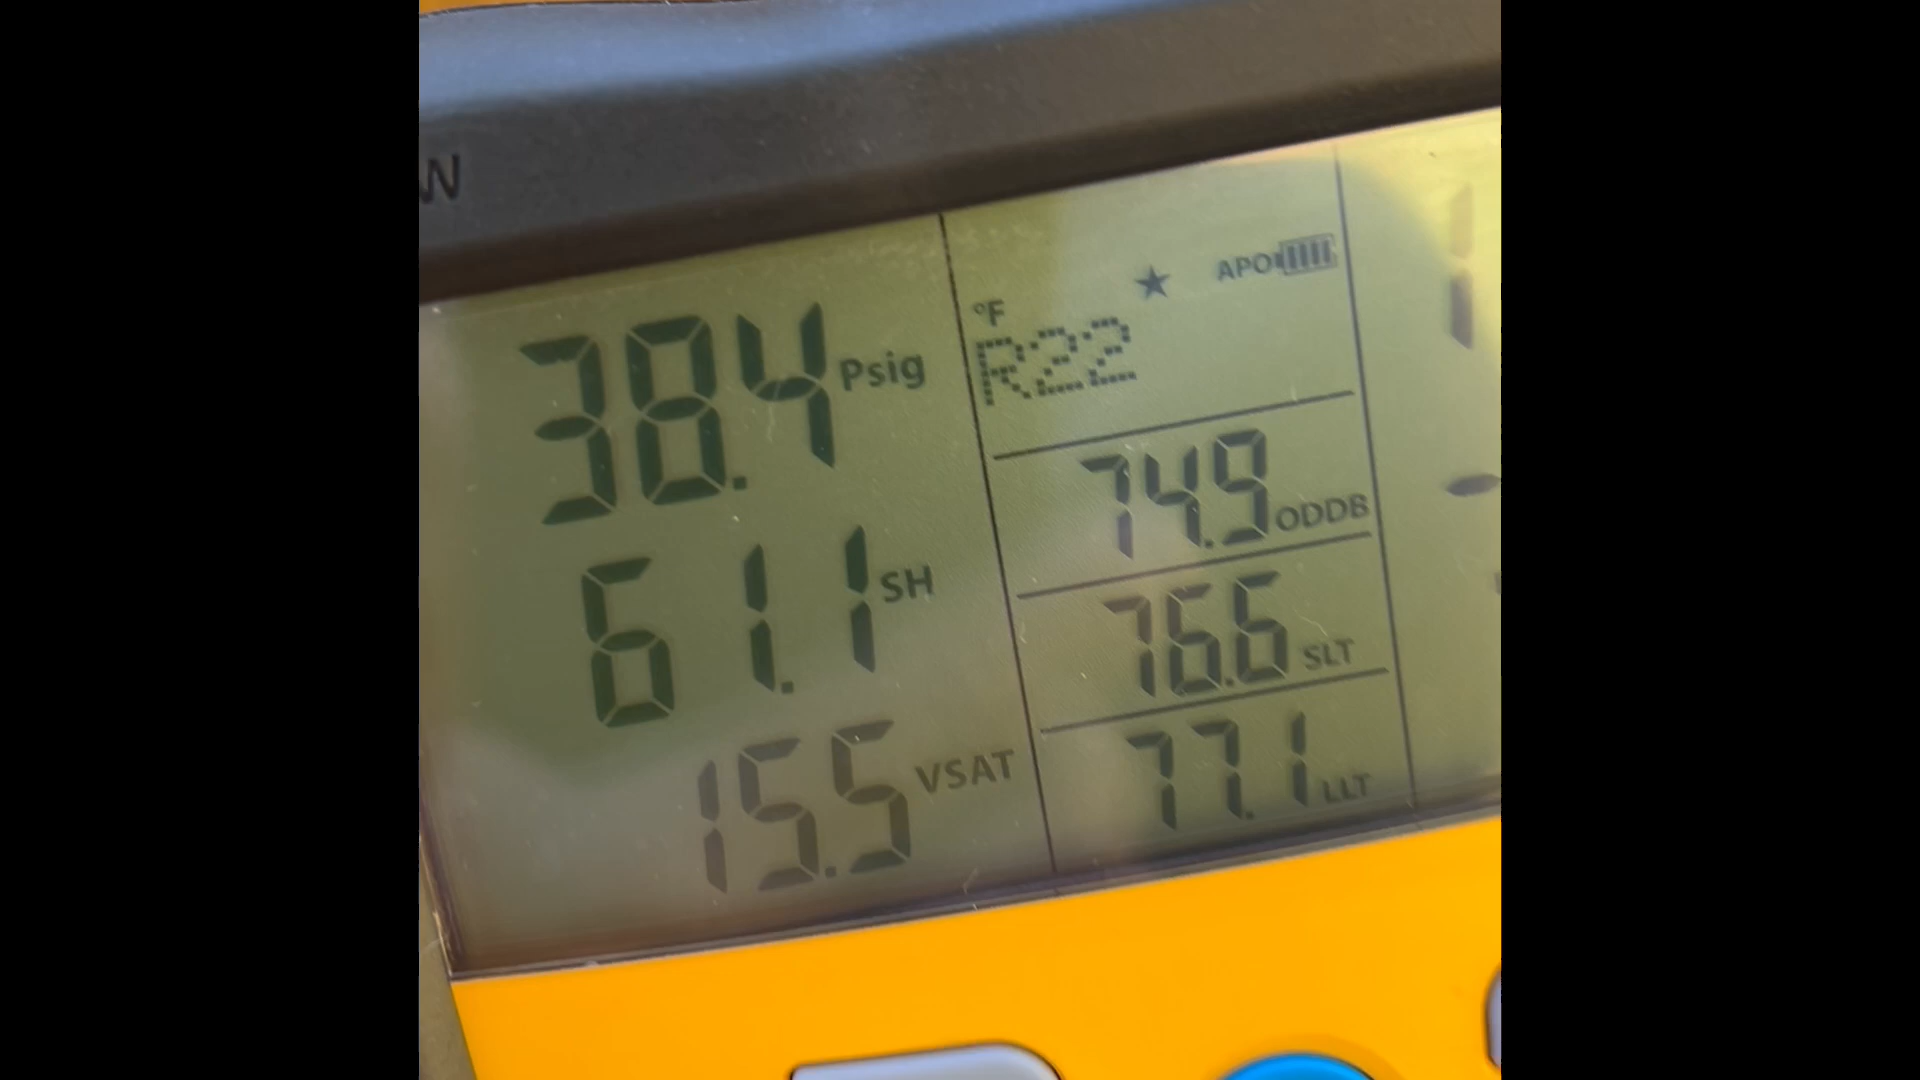 W
38.4 Psig
61.1 SH
15.5 VSAT
APO
°F
R22
74.9 ODDB
76.6 SLT
77.1 LLT